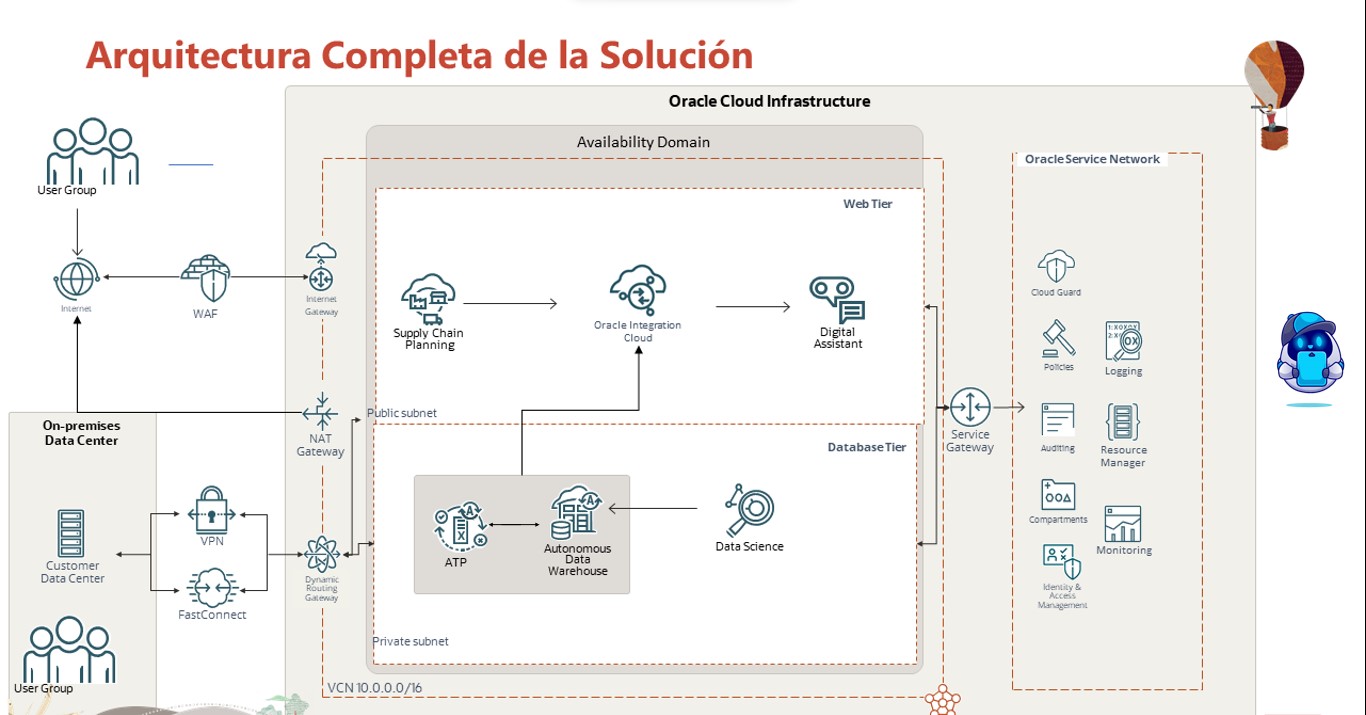 Arquitectura Completa de la Solución
Oracle Cloud Infrastructure
Availability Domain
Oracle Service Network
User Group
Web Tier
Internet
WAF
Internet
Gateway
Supply Chain
Planning
Oracle Integration
Cloud
Digital
Assistant
Cloud Guard
Policies
Logging
On-premises
Data Center
NAT
Gateway
Public subnet
Database Tier
Service
Gateway
Auditing
Resource
Manager
Customer
Data Center
VPN
FastConnect
Dynamic
Routing
Gateway
ATP
Autonomous
Data
Warehouse
Data Science
Compartments
Monitoring
Identity &
Access
Management
Private subnet
User Group
VCN 10.0.0.0/16